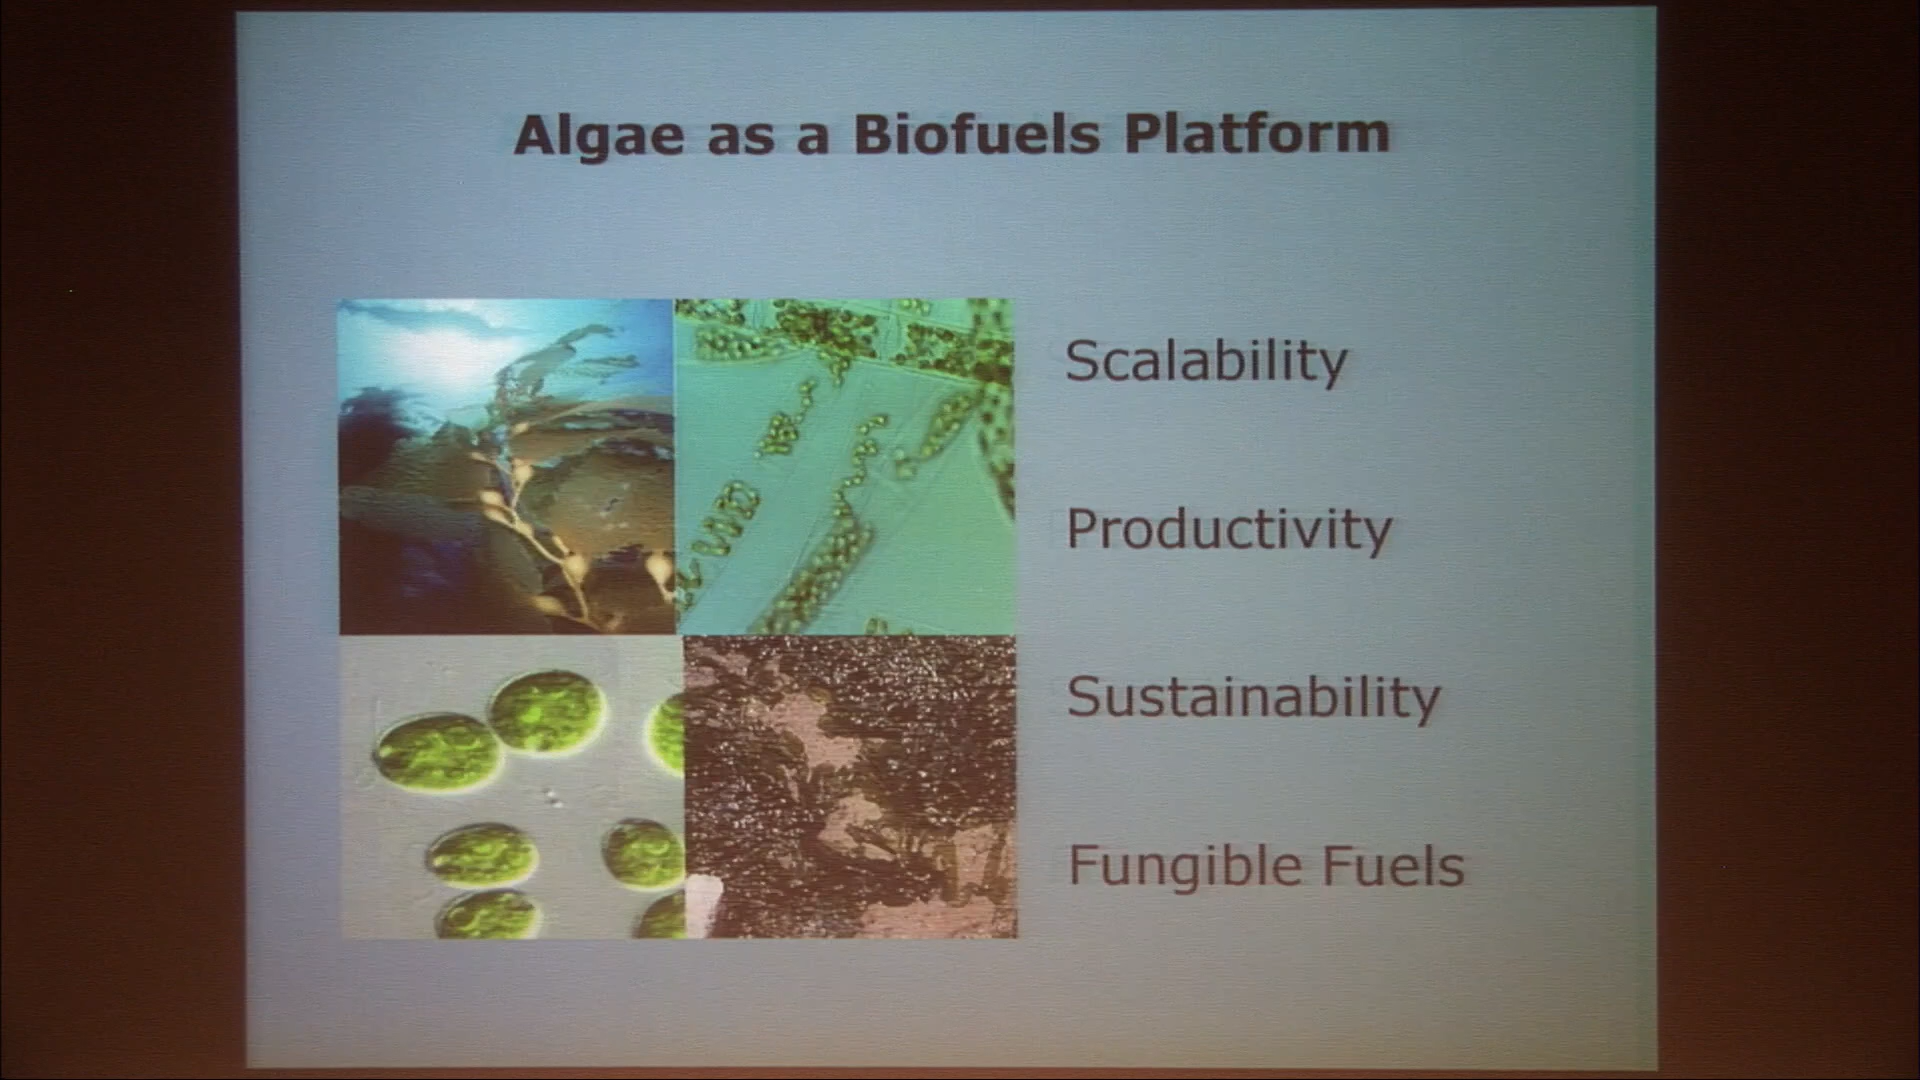 Algae as a Biofuels Platform
Scalability
Productivity
Sustainability
Fungible Fuels